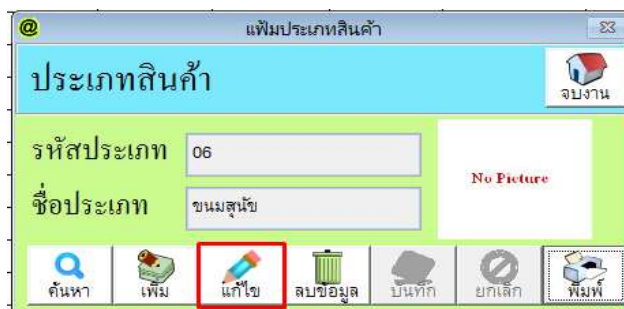 แฟ้มประเภทสินค้า
ประเภทสินค้า
จบงาน
รหัสประเภท 06
No Picture
ชื่อประเภท ขนมสุนัข
ค้นหา เพิ่ม แก้ไข ลบข้อมูล บันทึก ยกเลิก พิมพ์